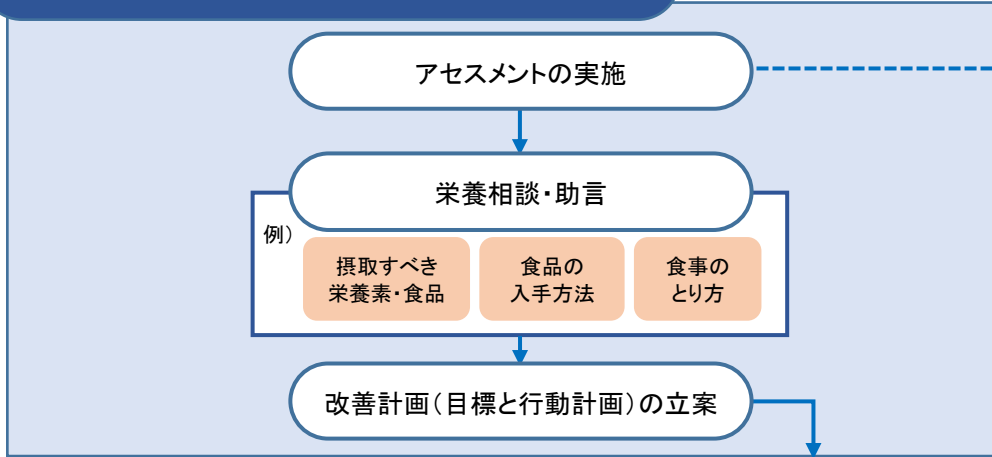 アセスメントの実施
栄養相談・助言
例）
摂取すべき
栄養素・食品
食品の
入手方法
食事の
とり方
改善計画（目標と行動計画）の立案